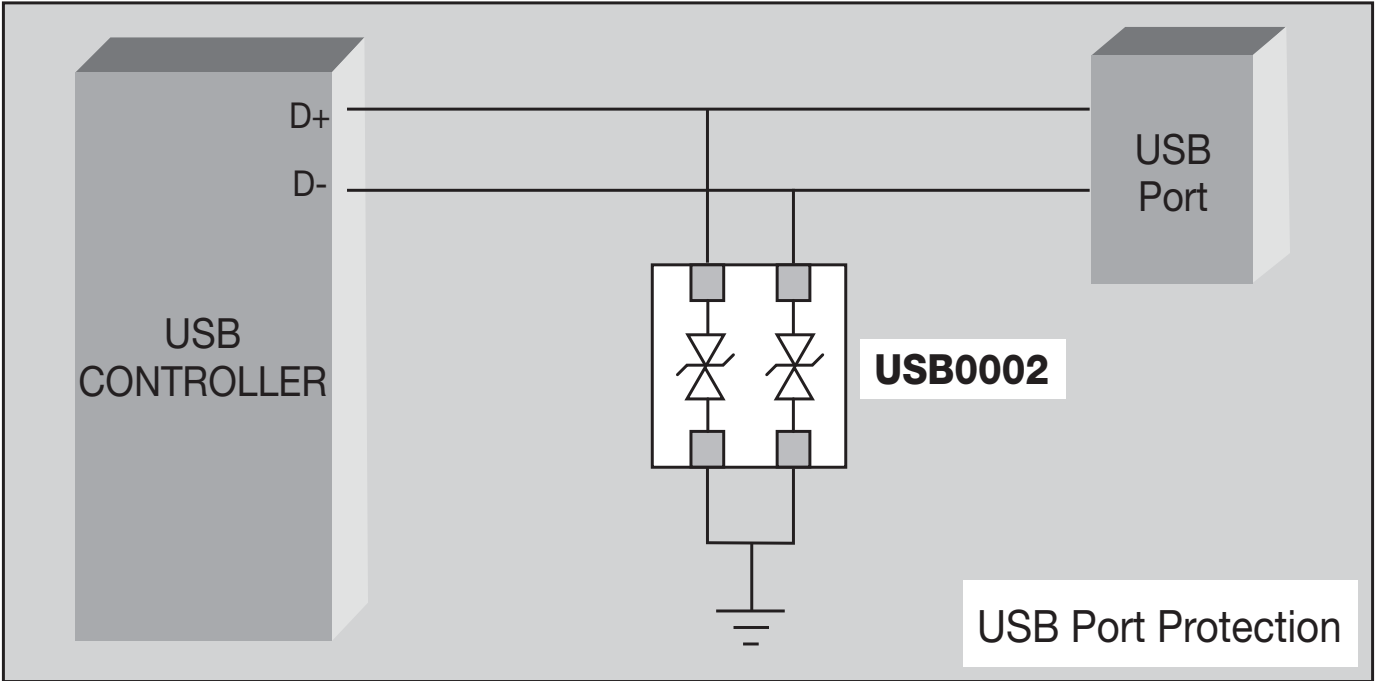 D+
D-
USB
Port
USB
CONTROLLER
USB0002
USB Port Protection